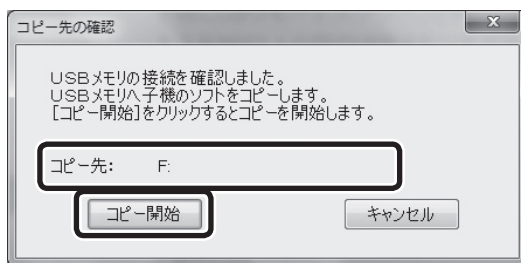 コピー先の確認
USBメモリの接続を確認しました。
USBメモリへ子機のソフトをコピーします。
[コピー開始]をクリックするとコピーを開始します。
コピー先： F:
コピー開始 キャンセル